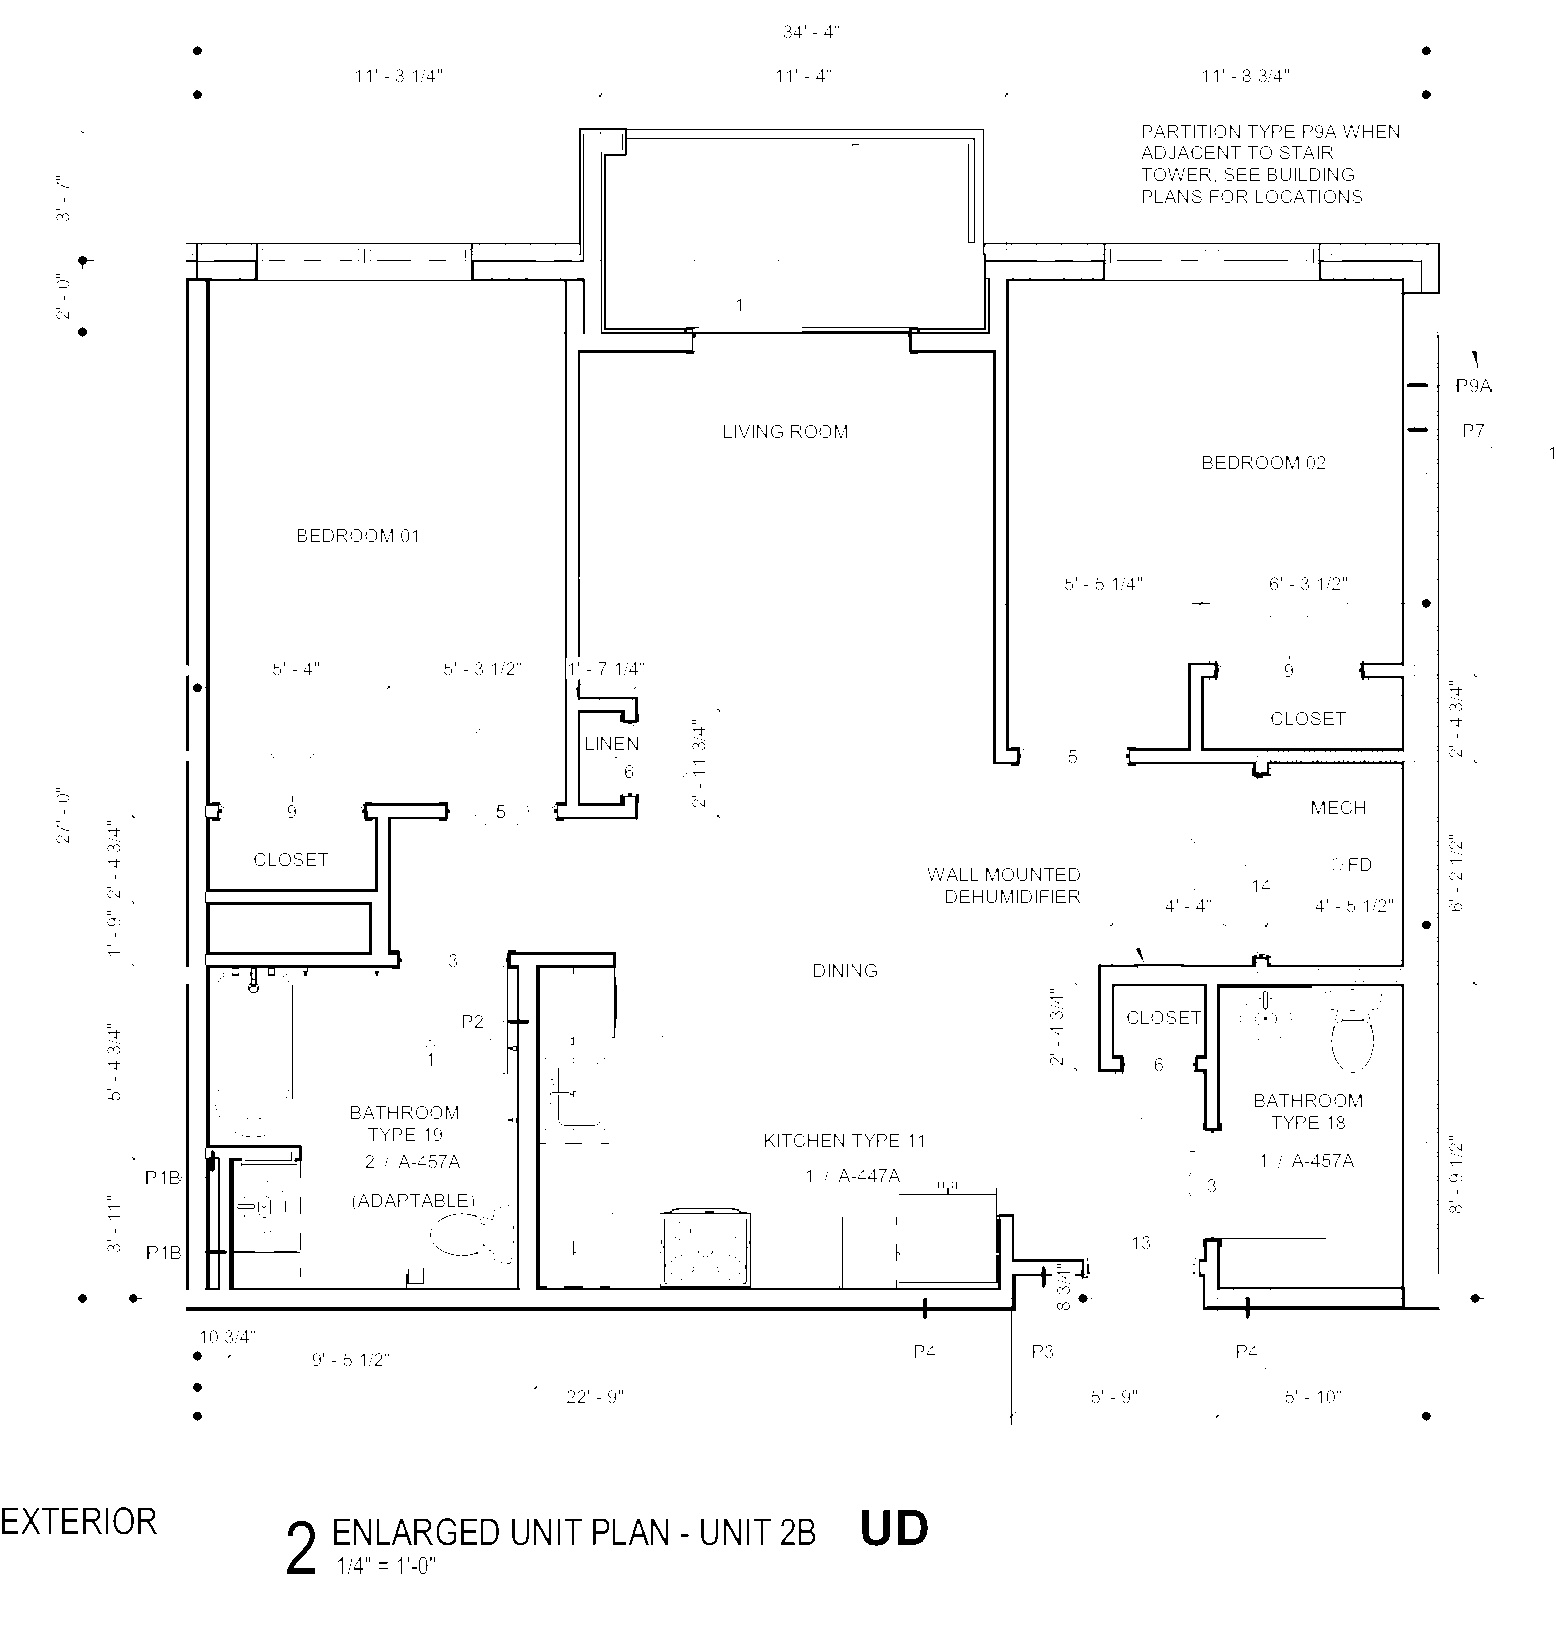 34' - 4"
11' - 3 1/4"
11' - 4"
11' - 8 3/4"
PARTITION TYPE P9A WHEN
ADJACENT TO STAIR
TOWER, SEE BUILDING
PLANS FOR LOCATIONS
3' - 7"
2' - 0"
1
P9A
P7
1
LIVING ROOM
BEDROOM 02
BEDROOM 01
5' - 5 1/4"
6' - 3 1/2"
5' - 4"
5' - 3 1/2"
1' - 7 1/4"
9
CLOSET
2' - 4 3/4"
LINEN
6
2' - 11 3/4"
5
9
5
MECH
27' - 0"
CLOSET
2' - 4 3/4"
WALL MOUNTED
DEHUMIDIFIER
FD
14
4' - 4"
4' - 5 1/2"
6' - 2 1/2"
1' - 9"
3
DINING
P2
1
CLOSET
2' - 4 3/4"
6
5' - 4 3/4"
BATHROOM
TYPE 19
2 / A-457A
(ADAPTABLE)
KITCHEN TYPE 11
1 / A-447A
BATHROOM
TYPE 18
1 / A-457A
3
P1B
P1B
3' - 11"
8' - 9 1/2"
13
8 3/4"
10 3/4"
9' - 5 1/2"
P4
P3
P4
22' - 9"
5' - 9"
5' - 10"
EXTERIOR
2 ENLARGED UNIT PLAN - UNIT 2B UD
1/4" = 1'-0"